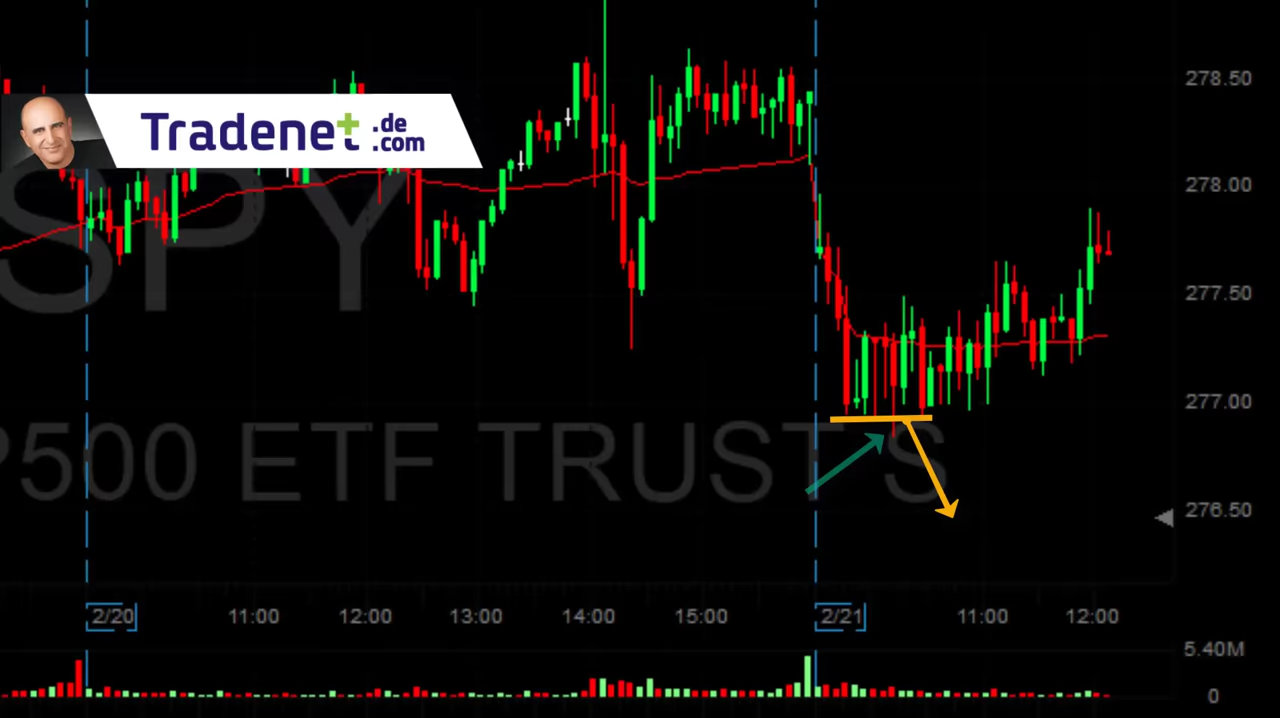 278.50
Tradenet .de
.com
278.00
SPY
277.50
277.00
P500 ETF TRUST S
276.50
2/20 11:00 12:00 13:00 14:00 15:00 2/21 11:00 12:00
5.40M
0